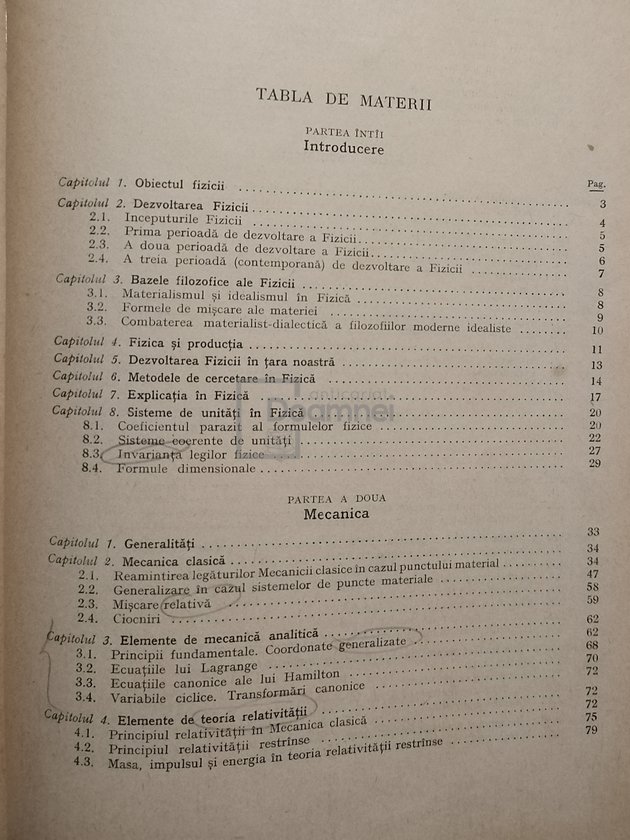 TABLA DE MATERII
PARTEA ÎNTÎI
Introducere
Pag.
Capitolul 1. Obiectul fizicii 3
Capitolul 2. Dezvoltarea Fizicii 4
2.1. Inceputurile Fizicii 5
2.2. Prima perioadă de dezvoltare a Fizicii 5
2.3. A doua perioadă de dezvoltare a Fizicii 6
2.4. A treia perioadă (contemporană) de dezvoltare a Fizicii 7
Capitolul 3. Bazele filozofice ale Fizicii 8
3.1. Materialismul și idealismul în Fizică 8
3.2. Formele de mișcare ale materiei 9
3.3. Combaterea materialist-dialectică a filozofiilor moderne idealiste 10
Capitolul 4. Fizica și producția 11
Capitolul 5. Dezvoltarea Fizicii în țara noastră 13
Capitolul 6. Metodele de cercetare în Fizică 14
Capitolul 7. Explicația în Fizică 17
Capitolul 8. Sisteme de unități în Fizică 20
8.1. Coeficientul parazit al formulelor fizice 20
8.2. Sisteme coerente de unități 22
8.3. Invarianța legilor fizice 27
8.4. Formule dimensionale 29
PARTEA A DOUA
Mecanica
Capitolul 1. Generalități 33
Capitolul 2. Mecanica clasică 34
2.1. Reamintirea legăturilor Mecanicii clasice în cazul punctului material 34
2.2. Generalizare în cazul sistemelor de puncte materiale 47
2.3. Mișcare relativă 58
2.4. Ciocniri 59
Capitolul 3. Elemente de mecanică analitică 62
3.1. Principii fundamentale. Coordonate generalizate 62
3.2. Ecuațiile lui Lagrange 68
3.3. Ecuațiile canonice ale lui Hamilton 70
3.4. Variabile ciclice. Transformări canonice 72
Capitolul 4. Elemente de teoria relativității 72
4.1. Principiul relativității în Mecanica clasică 72
4.2. Principiul relativității restrînse 75
4.3. Masa, impulsul și energia în teoria relativității restrînse 79